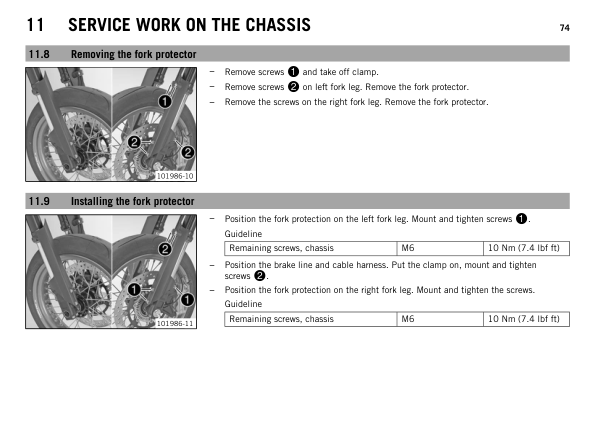 11 SERVICE WORK ON THE CHASSIS 74
11.8 Removing the fork protector
1
2
2
101986-10
– Remove screws 1 and take off clamp.
– Remove screws 2 on left fork leg. Remove the fork protector.
– Remove the screws on the right fork leg. Remove the fork protector.
11.9 Installing the fork protector
2
1
1
101986-11
– Position the fork protection on the left fork leg. Mount and tighten screws 1.
Guideline
Remaining screws, chassis M6 10 Nm (7.4 lbf ft)
– Position the brake line and cable harness. Put the clamp on, mount and tighten
screws 2.
– Position the fork protection on the right fork leg. Mount and tighten the screws.
Guideline
Remaining screws, chassis M6 10 Nm (7.4 lbf ft)